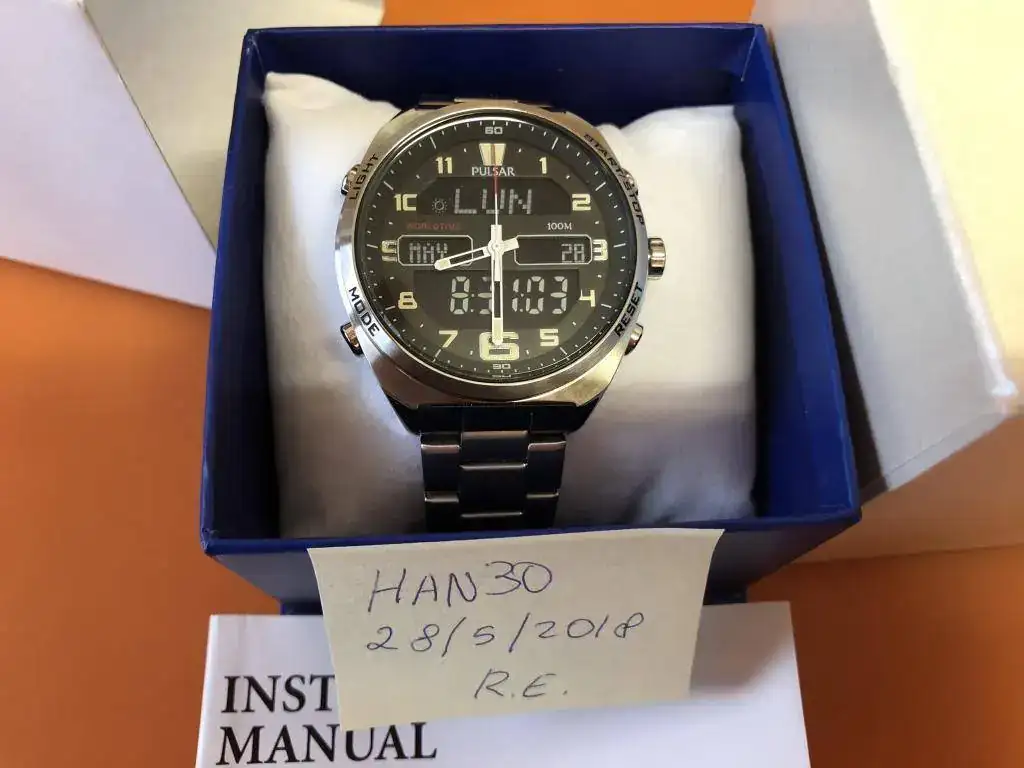 60
11 1
PULSAR
LIGHT
START/STOP
10 LUN 2
WORLD TIME 100M
9 MAY 28 3
8 8:31.03 4
MODE
RESET
7 6 5
30
HAN30
28/5/2018
R.E.
INST
MANUAL